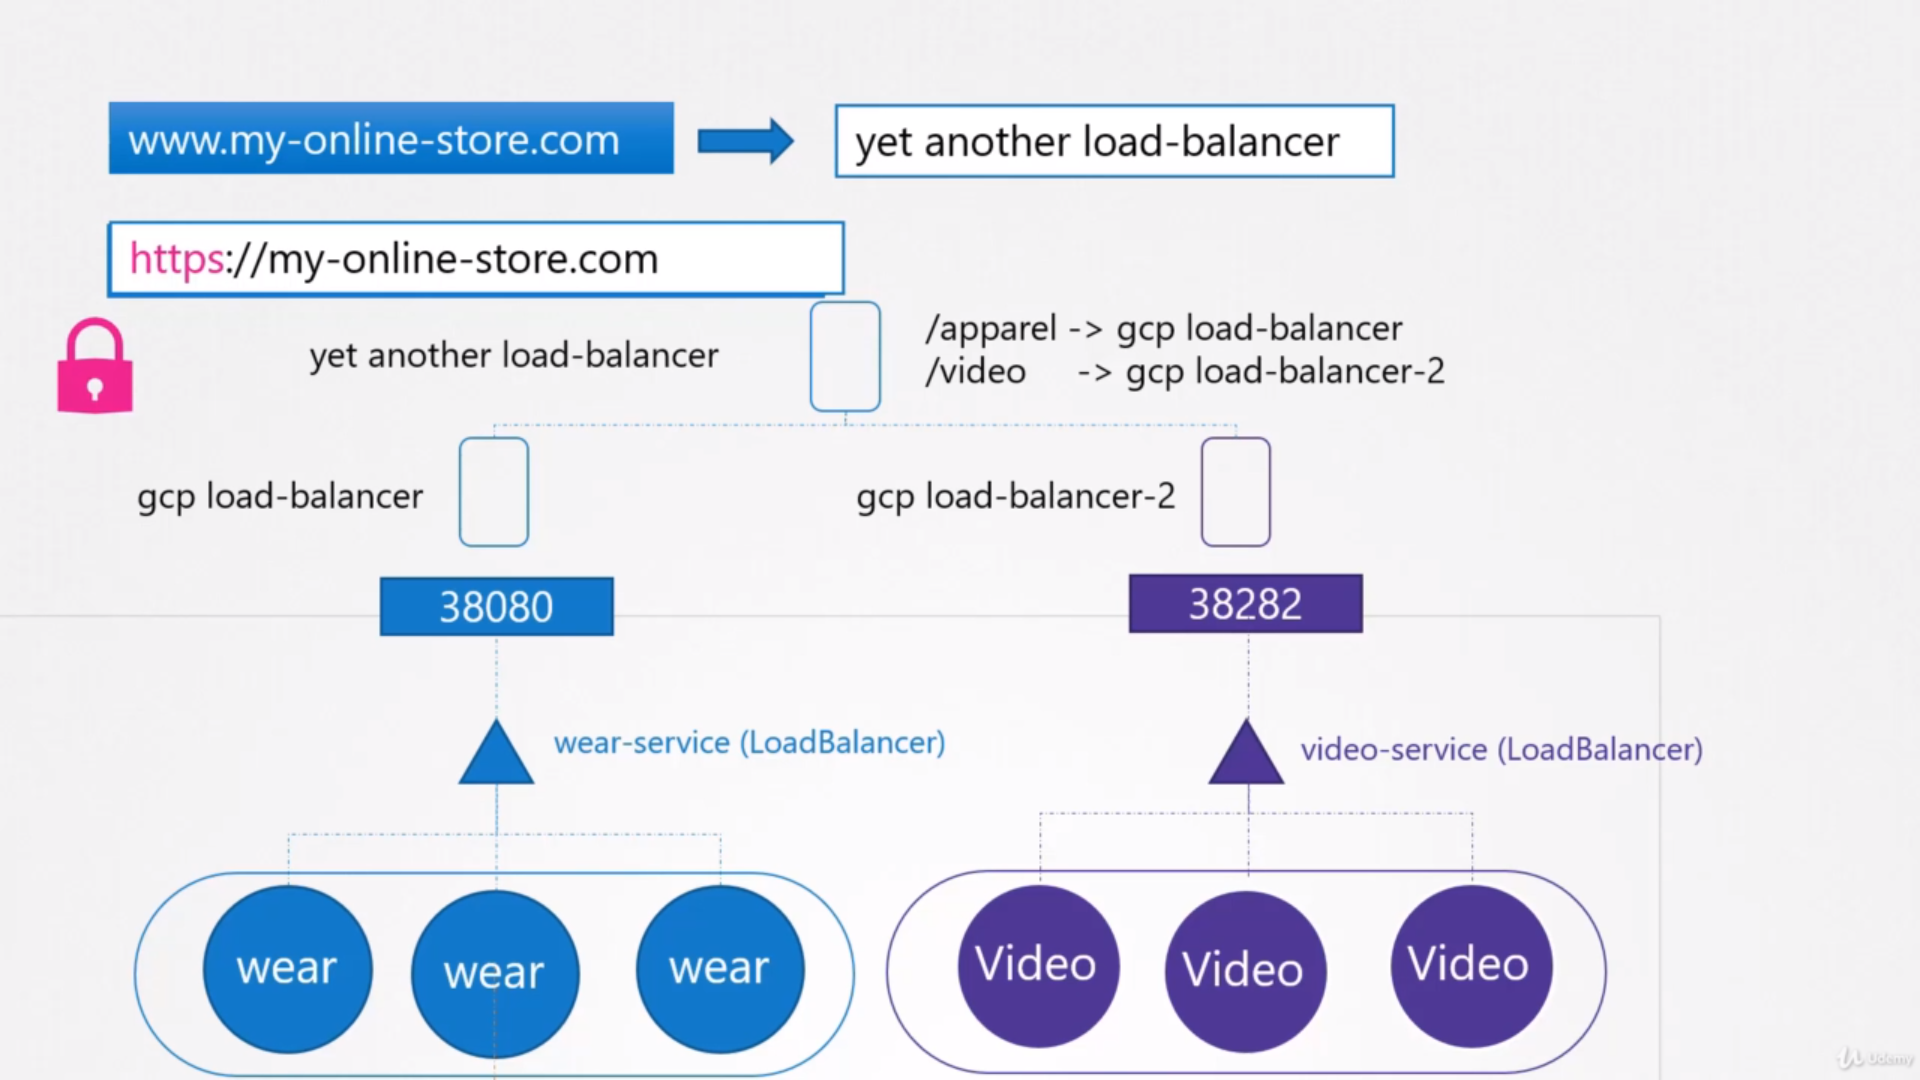 www.my-online-store.com
yet another load-balancer
https://my-online-store.com
yet another load-balancer
/apparel -> gcp load-balancer
/video -> gcp load-balancer-2
gcp load-balancer
gcp load-balancer-2
38080
38282
wear-service (LoadBalancer)
video-service (LoadBalancer)
wear
wear
wear
Video
Video
Video
Udemy